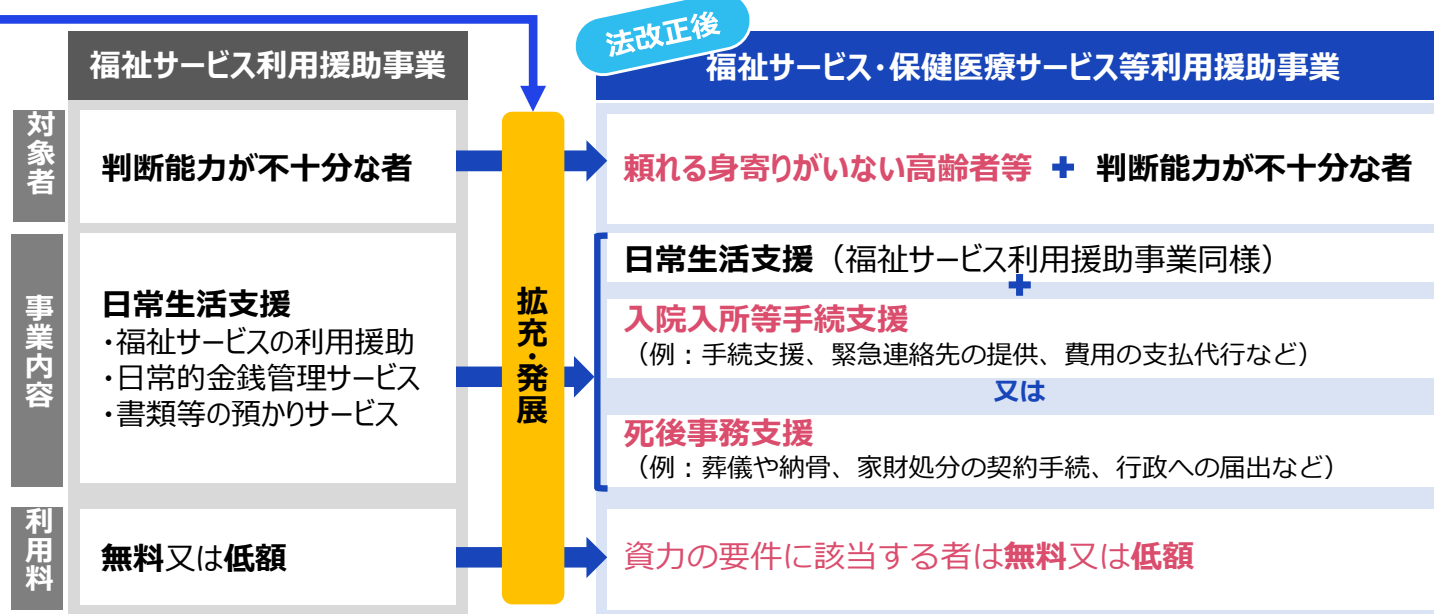 法改正後
福祉サービス利用援助事業
福祉サービス・保健医療サービス等利用援助事業
対象者
判断能力が不十分な者
頼れる身寄りがいない高齢者等 + 判断能力が不十分な者
事業内容
日常生活支援
・福祉サービスの利用援助
・日常的金銭管理サービス
・書類等の預かりサービス
拡充・発展
日常生活支援（福祉サービス利用援助事業同様）
+
入院入所等手続支援
（例：手続支援、緊急連絡先の提供、費用の支払代行など）
又は
死後事務支援
（例：葬儀や納骨、家財処分の契約手続、行政への届出など）
利用料
無料又は低額
資力の要件に該当する者は無料又は低額